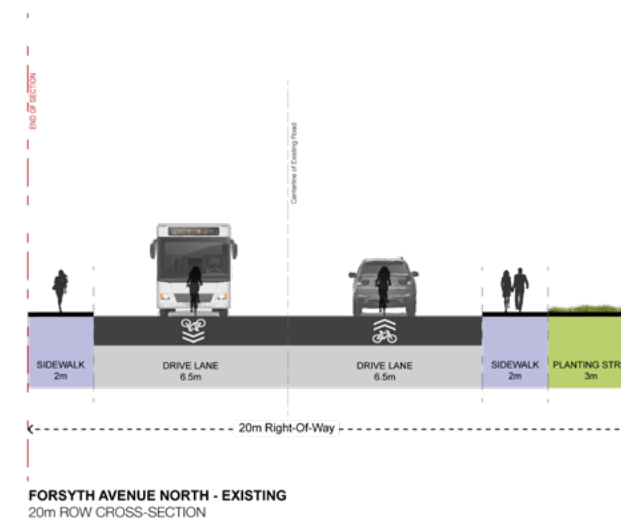 END OF SECTION
Centerline of Existing Road
SIDEWALK
2m
DRIVE LANE
6.5m
DRIVE LANE
6.5m
SIDEWALK
2m
PLANTING STR
3m
20m Right-Of-Way
FORSYTH AVENUE NORTH - EXISTING
20m ROW CROSS-SECTION